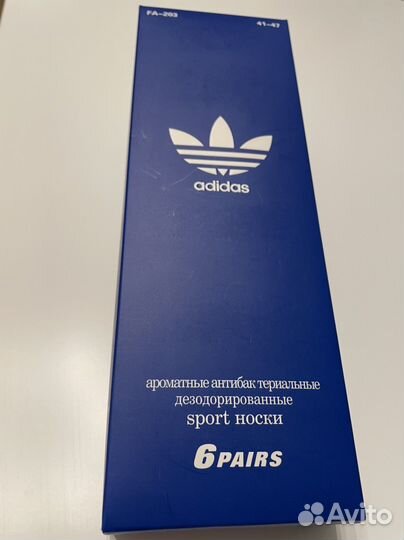 FA-203 41-47
adidas
ароматные антибак териальные
дезодорированные
sport носки
6 PAIRS
Avito